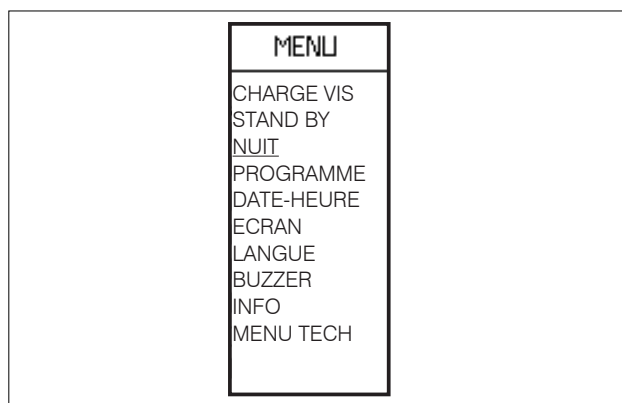 MENU
CHARGE VIS
STAND BY
NUIT
PROGRAMME
DATE-HEURE
ECRAN
LANGUE
BUZZER
INFO
MENU TECH